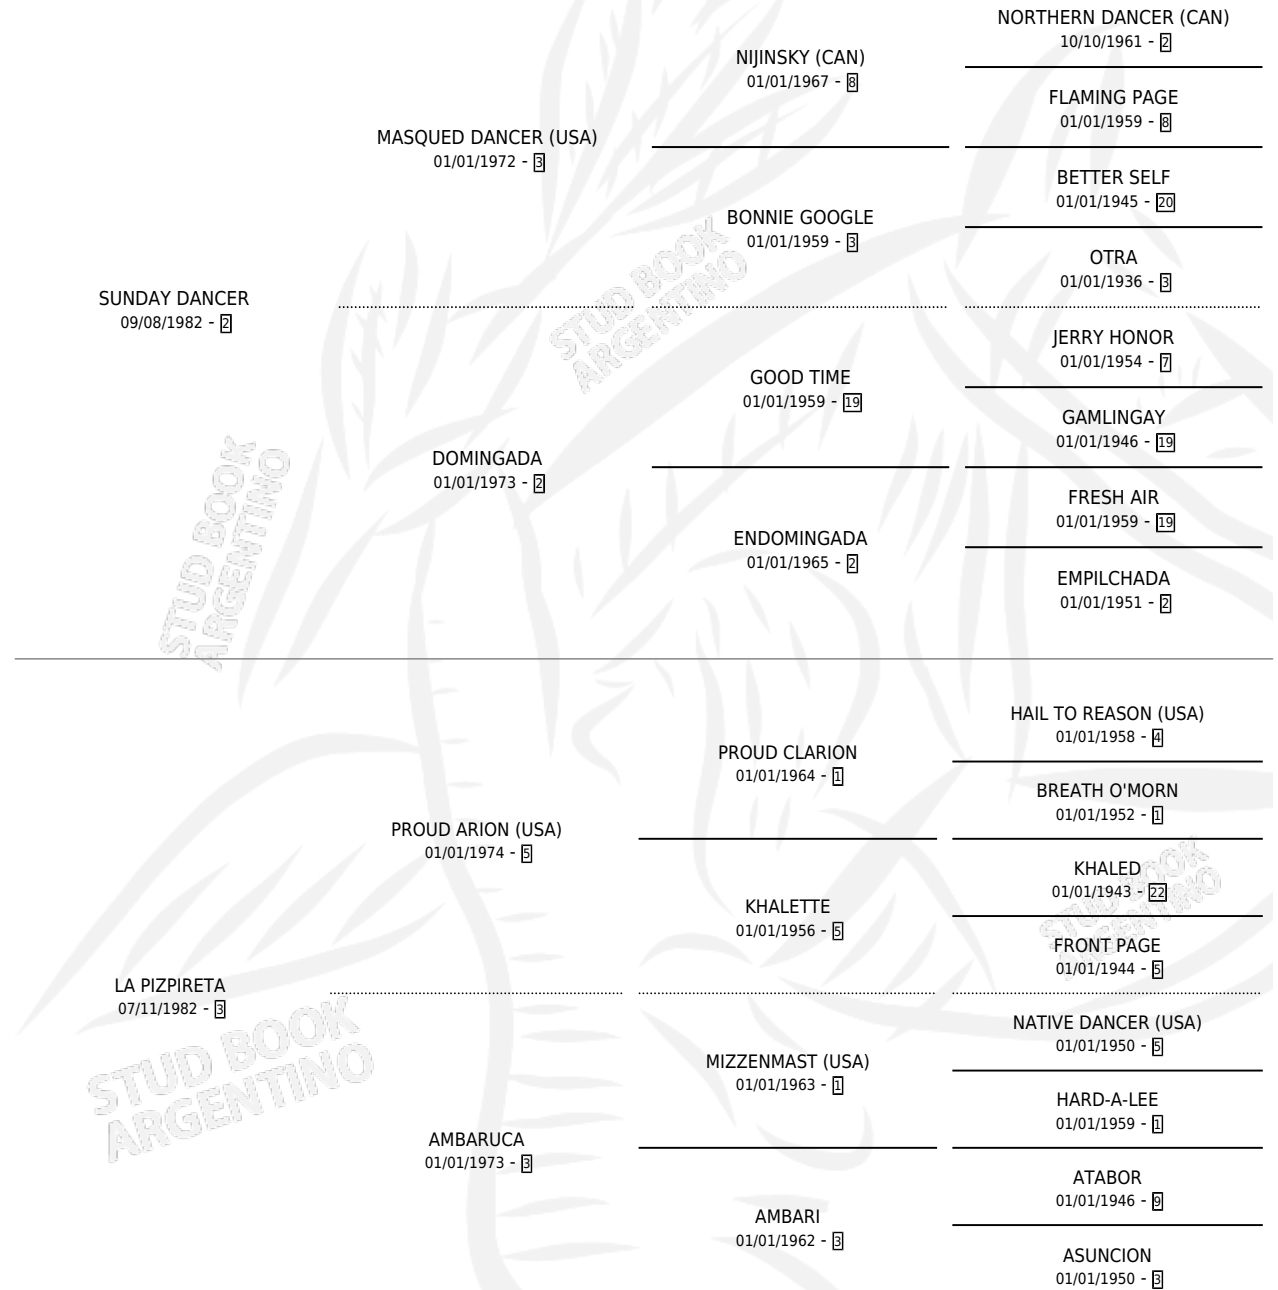 NORTHERN DANCER (CAN)
10/10/1961 - 2
NIJINSKY (CAN)
01/01/1967 - 8
FLAMING PAGE
01/01/1959 - 8
MASQUED DANCER (USA)
01/01/1972 - 3
BETTER SELF
01/01/1945 - 20
BONNIE GOOGLE
01/01/1959 - 3
OTRA
01/01/1936 - 3
SUNDAY DANCER
09/08/1982 - 2
JERRY HONOR
01/01/1954 - 7
GOOD TIME
01/01/1959 - 19
GAMLINGAY
01/01/1946 - 19
DOMINGADA
01/01/1973 - 2
FRESH AIR
01/01/1959 - 19
ENDOMINGADA
01/01/1965 - 2
EMPILCHADA
01/01/1951 - 2
HAIL TO REASON (USA)
01/01/1958 - 4
PROUD CLARION
01/01/1964 - 1
BREATH O'MORN
01/01/1952 - 1
PROUD ARION (USA)
01/01/1974 - 5
KHALED
01/01/1943 - 22
KHALETTE
01/01/1956 - 5
FRONT PAGE
01/01/1944 - 5
LA PIZPIRETA
07/11/1982 - 3
NATIVE DANCER (USA)
01/01/1950 - 5
MIZZENMAST (USA)
01/01/1963 - 1
HARD-A-LEE
01/01/1959 - 1
AMBARUCA
01/01/1973 - 3
ATABOR
01/01/1946 - 9
AMBARI
01/01/1962 - 3
ASUNCION
01/01/1950 - 3
STUD BOOK
ARGENTINO
STUD BOOK
ARGENTINO
STUD BOOK
ARGENTINO
STUD BOOK
ARGENTINO